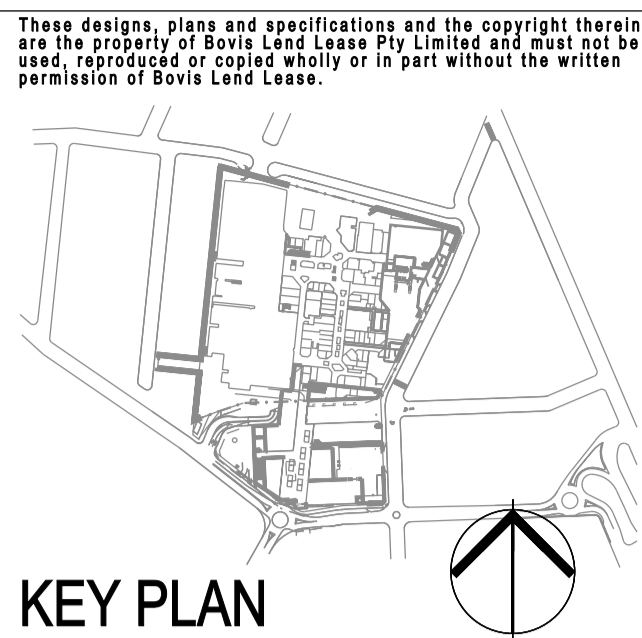 These designs, plans and specifications and the copyright therein
are the property of Bovis Lend Lease Pty Limited and must not be
used, reproduced or copied wholly or in part without the written
permission of Bovis Lend Lease.
KEY PLAN